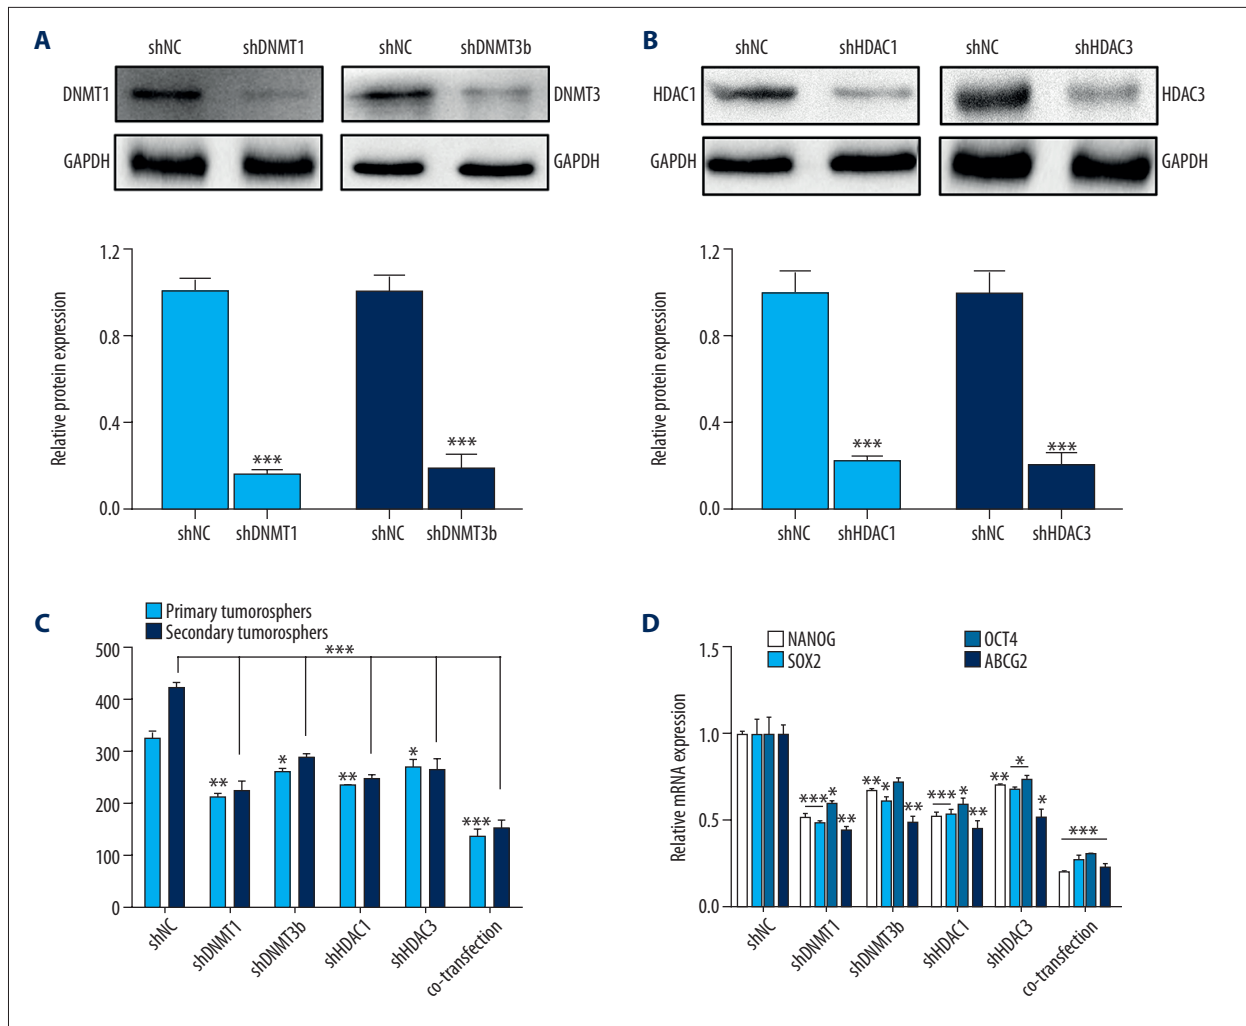 A
shNC shDNMT1 shNC shDNMT3b
DNMT1 DNMT3
GAPDH GAPDH
Relative protein expression
1.2
0.8
0.4
0.0
***
***
shNC shDNMT1 shNC shDNMT3b
B
shNC shHDAC1 shNC shHDAC3
HDAC1 HDAC3
GAPDH GAPDH
Relative protein expression
1.2
0.8
0.4
0.0
***
***
shNC shHDAC1 shNC shHDAC3
C
Primary tumorosphers
Secondary tumorosphers
500
400
300
200
100
0
***
** * ** * ***
shNC shDNMT1 shDNMT3b shHDAC1 shHDAC3 co-transfection
D
NANOG OCT4
SOX2 ABCG2
Relative mRNA expression
1.5
1.0
0.5
0.0
*** * ** ** * ** *** * ** ** * * ***
shNC shDNMT1 shDNMT3b shHDAC1 shHDAC3 co-transfection